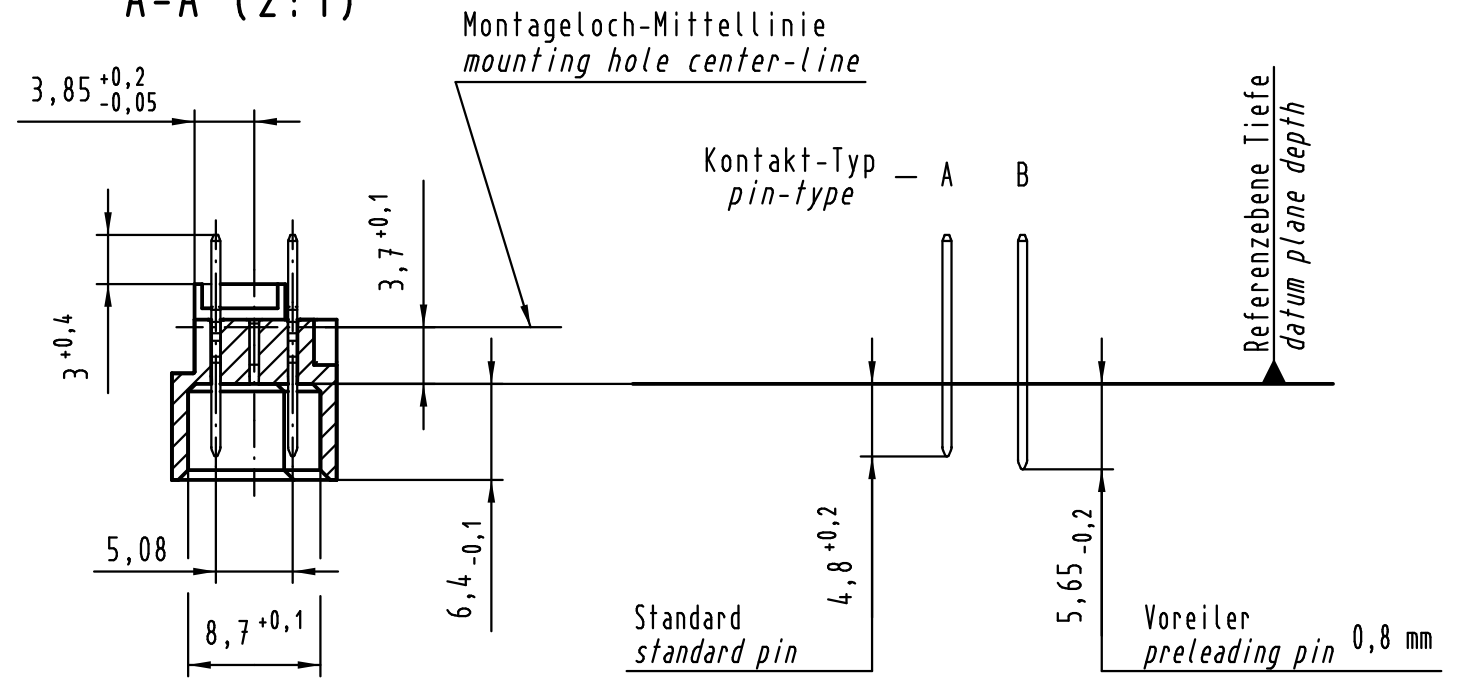 A-A (2:1)
Montageloch-Mittellinie
mounting hole center-line
3,85 +0,2 -0,05
Kontakt-Typ
pin-type
– A B
Referenzebene Tiefe
datum plane depth
3,7 +0,1
3 +0,4
5,08
8,7 +0,1
6,4 -0,1
4,8 +0,2
5,65 -0,2
Standard
standard pin
Voreiler
preleading pin 0,8 mm